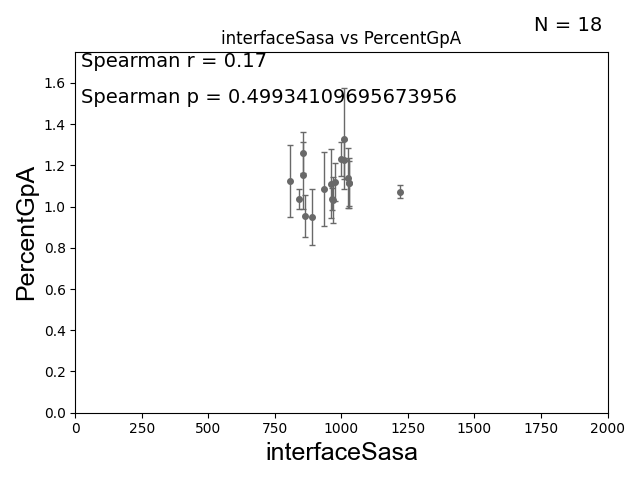 N = 18
interfaceSasa vs PercentGpA
Spearman r = 0.17
Spearman p = 0.49934109695673956
PercentGpA
1.6
1.4
1.2
1.0
0.8
0.6
0.4
0.2
0.0
0 250 500 750 1000 1250 1500 1750 2000
interfaceSasa